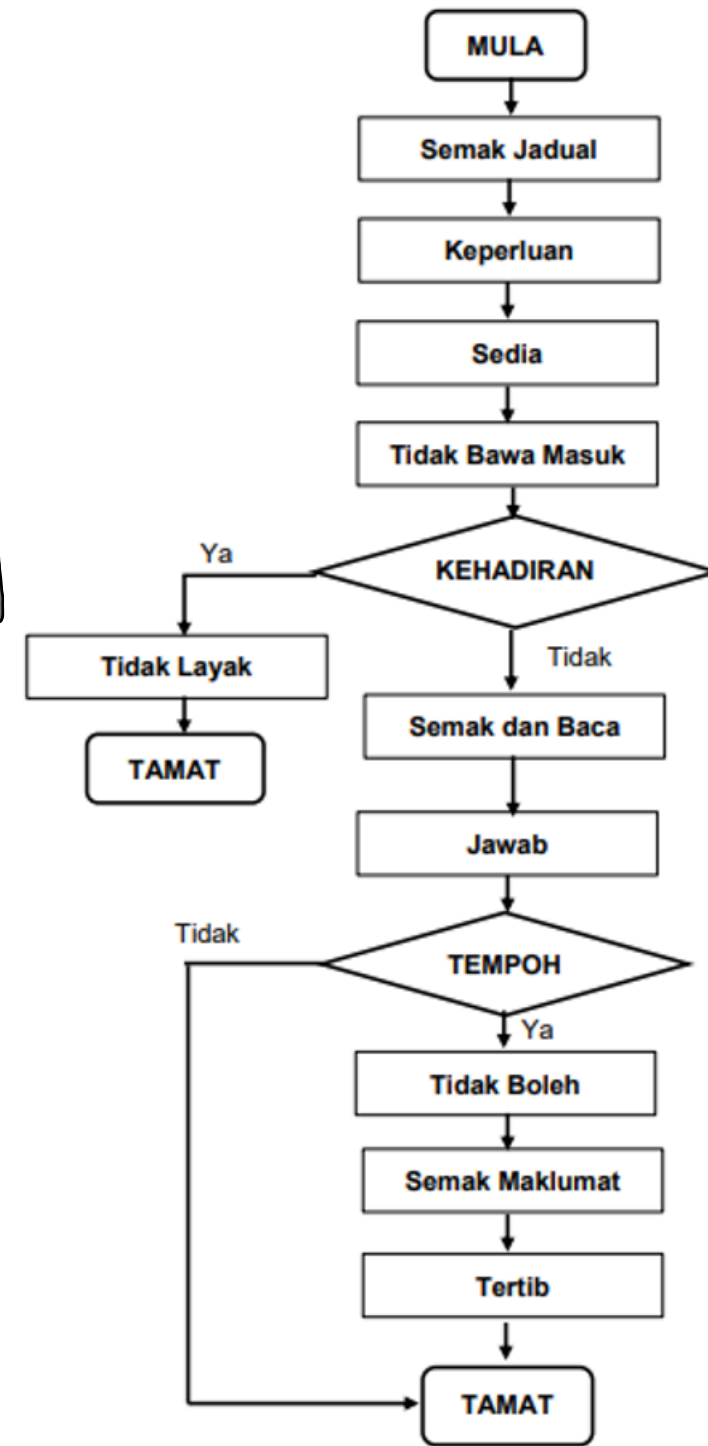 MULA
Semak Jadual
Keperluan
Sedia
Tidak Bawa Masuk
KEHADIRAN
Ya
Tidak
Tidak Layak
TAMAT
Semak dan Baca
Jawab
TEMPOH
Tidak
Ya
Tidak Boleh
Semak Maklumat
Tertib
TAMAT